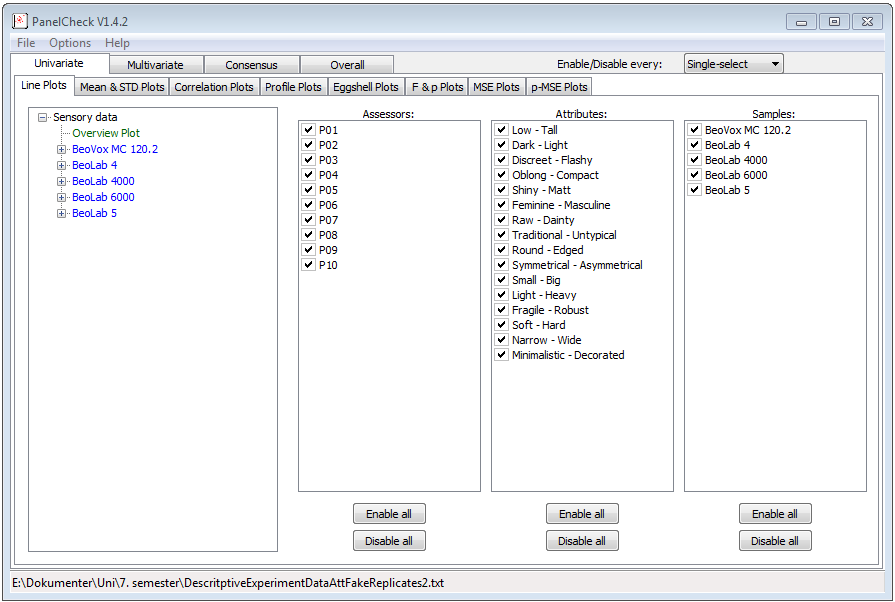 PanelCheck V1.4.2
File Options Help
Univariate Multivariate Consensus Overall Enable/Disable every: Single-select
Line Plots Mean & STD Plots Correlation Plots Profile Plots Eggshell Plots F & p Plots MSE Plots p-MSE Plots
Sensory data
Overview Plot
BeoVox MC 120.2
BeoLab 4
BeoLab 4000
BeoLab 6000
BeoLab 5
Assessors:
P01
P02
P03
P04
P05
P06
P07
P08
P09
P10
Enable all
Disable all
Attributes:
Low - Tall
Dark - Light
Discreet - Flashy
Oblong - Compact
Shiny - Matt
Feminine - Masculine
Raw - Dainty
Traditional - Untypical
Round - Edged
Symmetrical - Asymmetrical
Small - Big
Light - Heavy
Fragile - Robust
Soft - Hard
Narrow - Wide
Minimalistic - Decorated
Enable all
Disable all
Samples:
BeoVox MC 120.2
BeoLab 4
BeoLab 4000
BeoLab 6000
BeoLab 5
Enable all
Disable all
E:\Dokumenter\Uni\7. semester\DescritptiveExperimentDataAttFakeReplicates2.txt